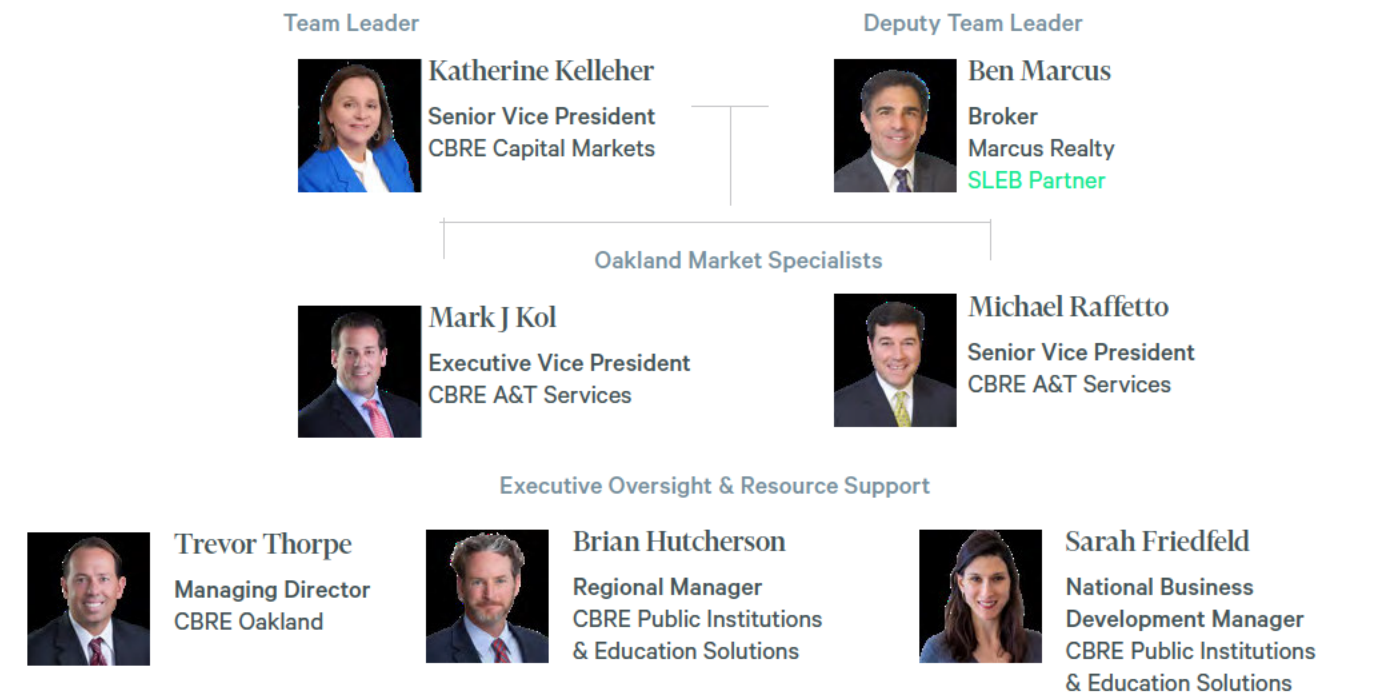 Team Leader
Deputy Team Leader
Katherine Kelleher
Senior Vice President
CBRE Capital Markets
Ben Marcus
Broker
Marcus Realty
SLEB Partner
Oakland Market Specialists
Mark J Kol
Executive Vice President
CBRE A&T Services
Michael Raffetto
Senior Vice President
CBRE A&T Services
Executive Oversight & Resource Support
Trevor Thorpe
Managing Director
CBRE Oakland
Brian Hutcherson
Regional Manager
CBRE Public Institutions
& Education Solutions
Sarah Friedfeld
National Business
Development Manager
CBRE Public Institutions
& Education Solutions